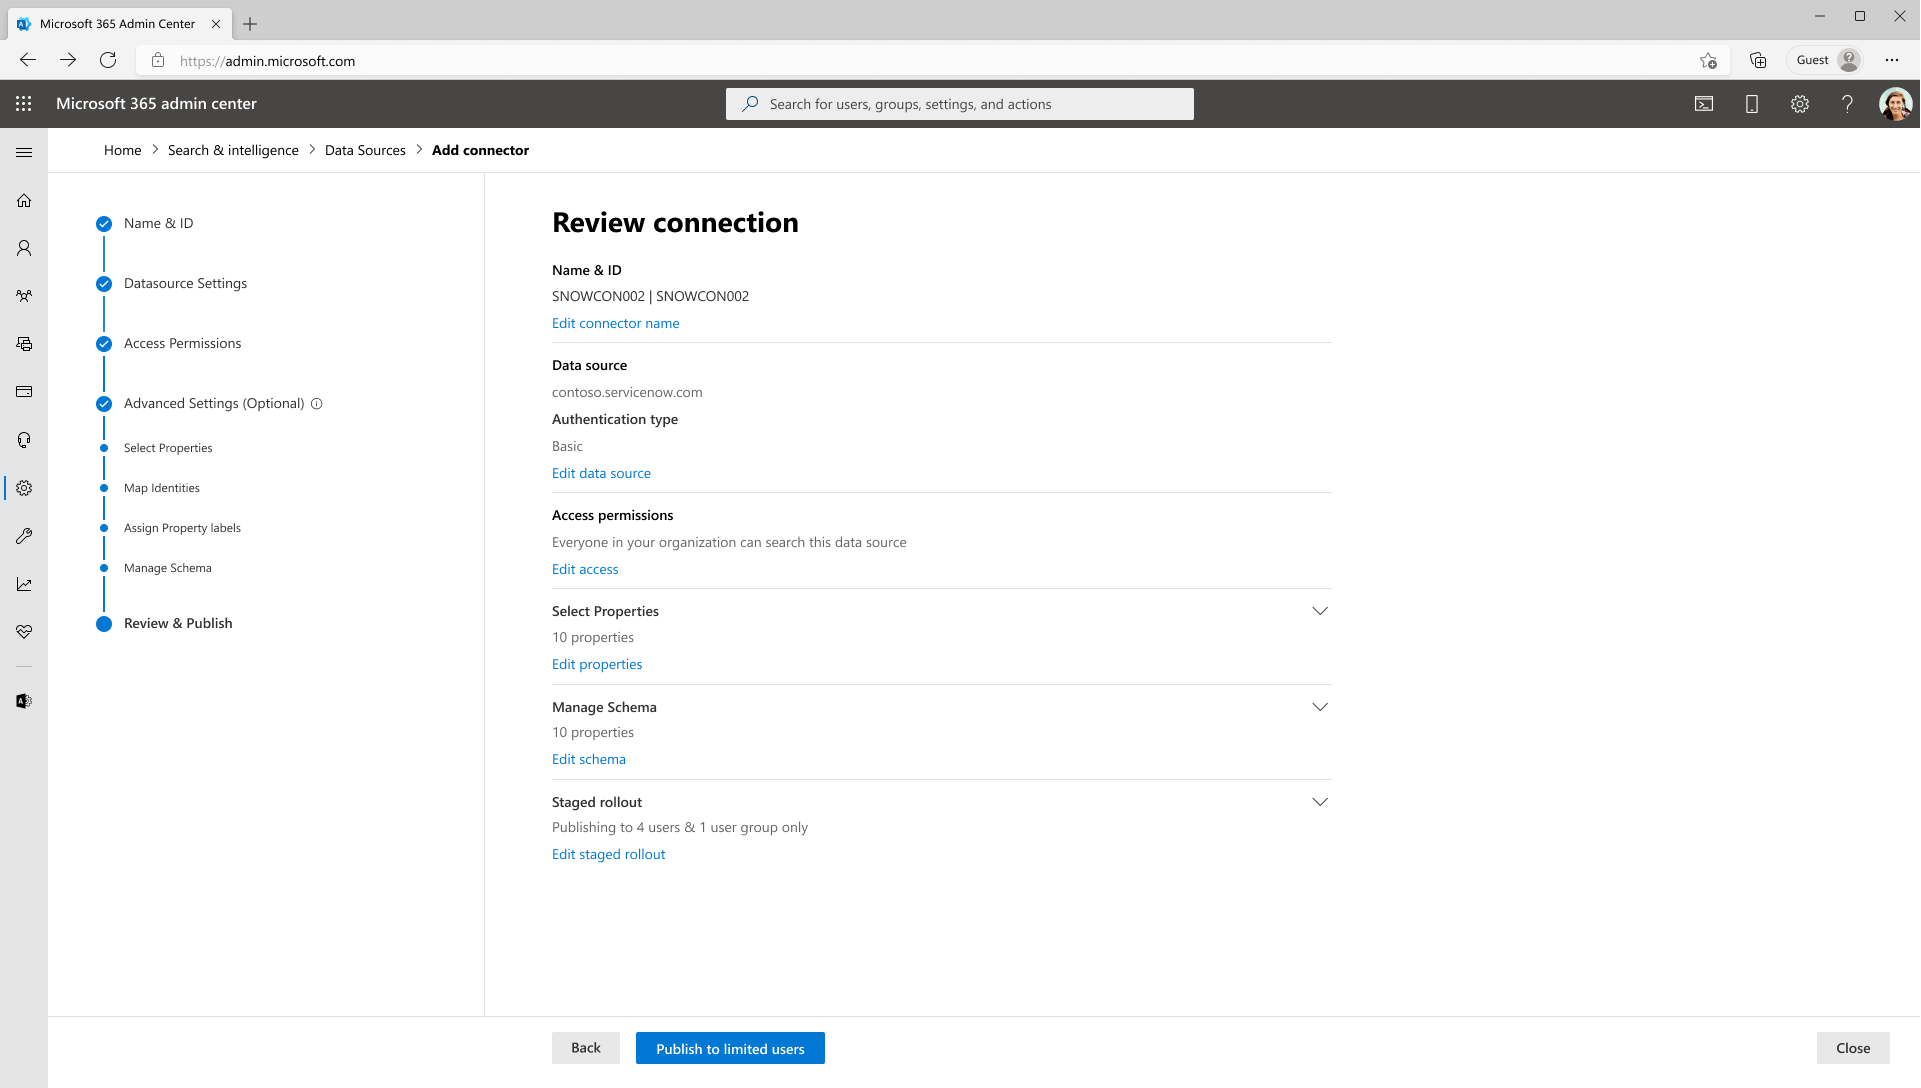 Microsoft 365 Admin Center
https://admin.microsoft.com
Guest
Microsoft 365 admin center
Search for users, groups, settings, and actions
Home > Search & intelligence > Data Sources > Add connector
Name & ID
Datasource Settings
Access Permissions
Advanced Settings (Optional)
Select Properties
Map Identities
Assign Property labels
Manage Schema
Review & Publish
Review connection
Name & ID
SNOWCON002 | SNOWCON002
Edit connector name
Data source
contoso.servicenow.com
Authentication type
Basic
Edit data source
Access permissions
Everyone in your organization can search this data source
Edit access
Select Properties
10 properties
Edit properties
Manage Schema
10 properties
Edit schema
Staged rollout
Publishing to 4 users & 1 user group only
Edit staged rollout
Back
Publish to limited users
Close